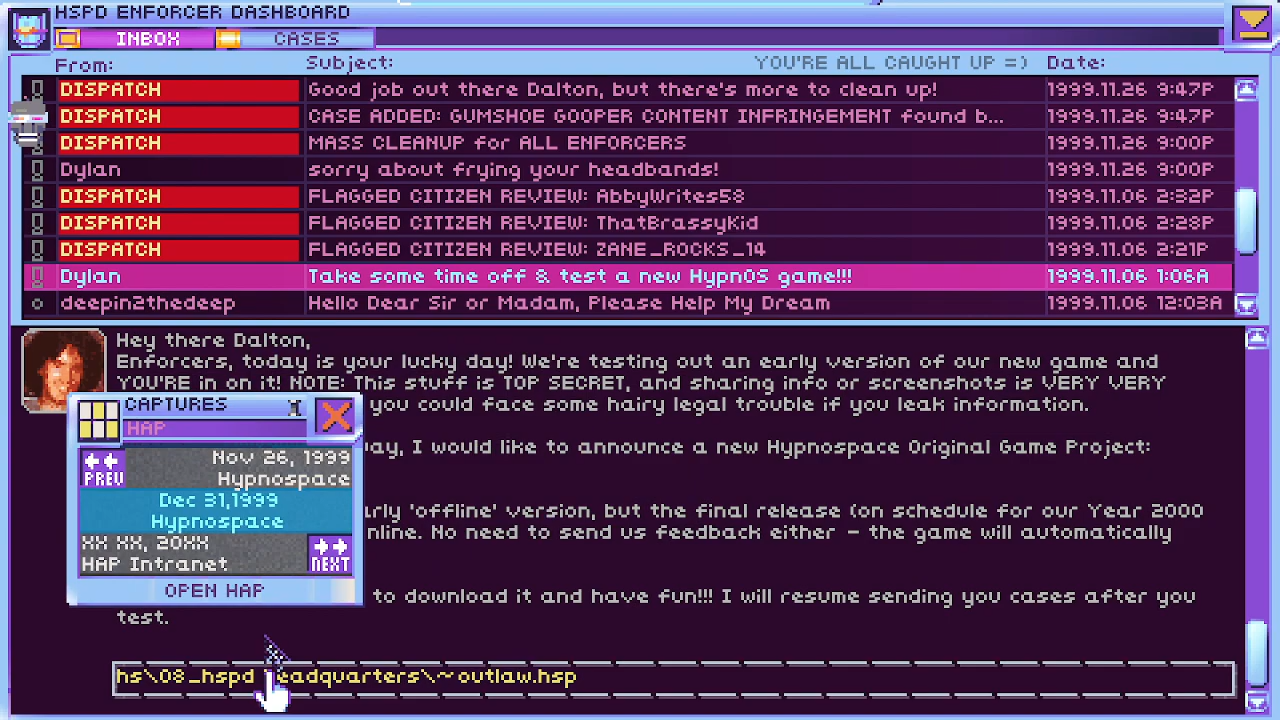 HSPD ENFORCER DASHBOARD
INBOX CASES
From: Subject: YOU'RE ALL CAUGHT UP =) Date:
DISPATCH Good job out there Dalton, but there's more to clean up! 1999.11.26 9:47P
DISPATCH CASE ADDED: GUMSHOE GOOPER CONTENT INFRINGEMENT found b... 1999.11.26 9:47P
DISPATCH MASS CLEANUP for ALL ENFORCERS 1999.11.26 9:00P
Dylan sorry about frying your headbands! 1999.11.26 9:00P
DISPATCH FLAGGED CITIZEN REVIEW: AbbyWrites58 1999.11.06 2:32P
DISPATCH FLAGGED CITIZEN REVIEW: ThatBrassyKid 1999.11.06 2:28P
DISPATCH FLAGGED CITIZEN REVIEW: ZANE_ROCKS_14 1999.11.06 2:21P
Dylan Take some time off & test a new HypnOS game!!! 1999.11.06 1:06A
deepin2thedeep Hello Dear Sir or Madam, Please Help My Dream 1999.11.06 12:03A
Hey there Dalton,
Enforcers, today is your lucky day! We're testing out an early version of our new game and
YOU'RE in on it! NOTE: This stuff is TOP SECRET, and sharing info or screenshots is VERY VERY
you could face some hairy legal trouble if you leak information.
I would like to announce a new Hypnospace Original Game Project:
'offline' version, but the final release (on schedule for our Year 2000
No need to send us feedback either - the game will automatically
to download it and have fun!!! I will resume sending you cases after you
test.
CAPTURES
HAP
PREV
Nov 26, 1999
Hypnospace
Dec 31,1999
Hypnospace
XX XX, 20XX
HAP Intranet
NEXT
OPEN HAP
hs\08_hspd eadquarters\~outlaw.hsp